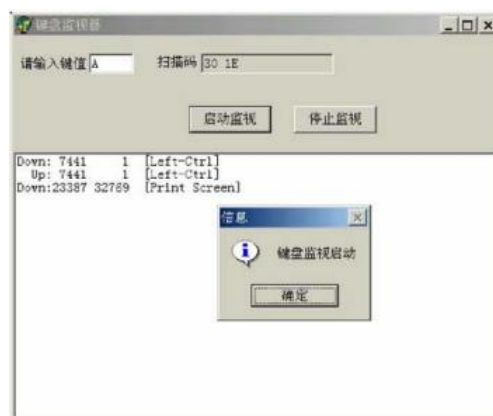 键盘监视器
请输入键值 A 扫描码 30 1E
启动监视 停止监视
Down: 7441 1 [Left-Ctrl]
Up: 7441 1 [Left-Ctrl]
Down:23387 32769 [Print Screen]
信息
键盘监视启动
确定